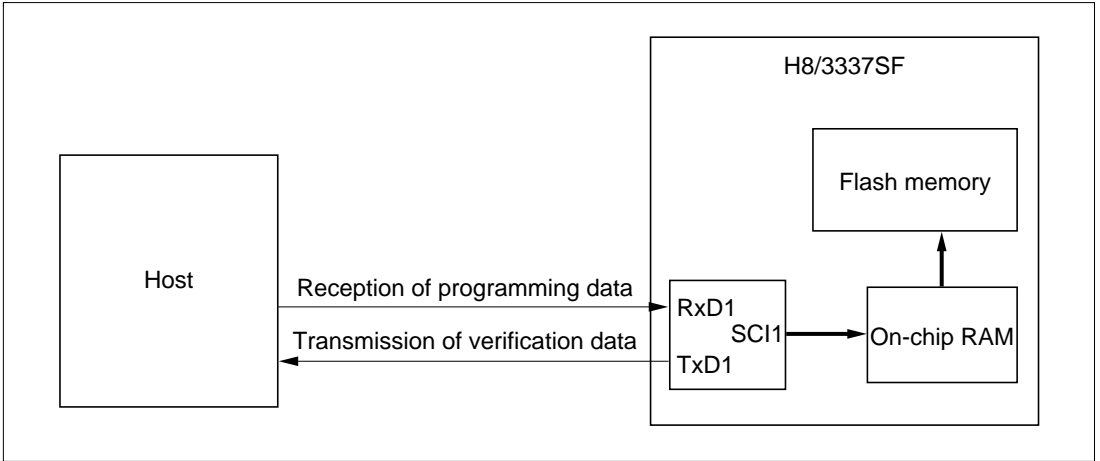 H8/3337SF
Flash memory
Host
Reception of programming data
RxD1
SCI1
On-chip RAM
Transmission of verification data
TxD1